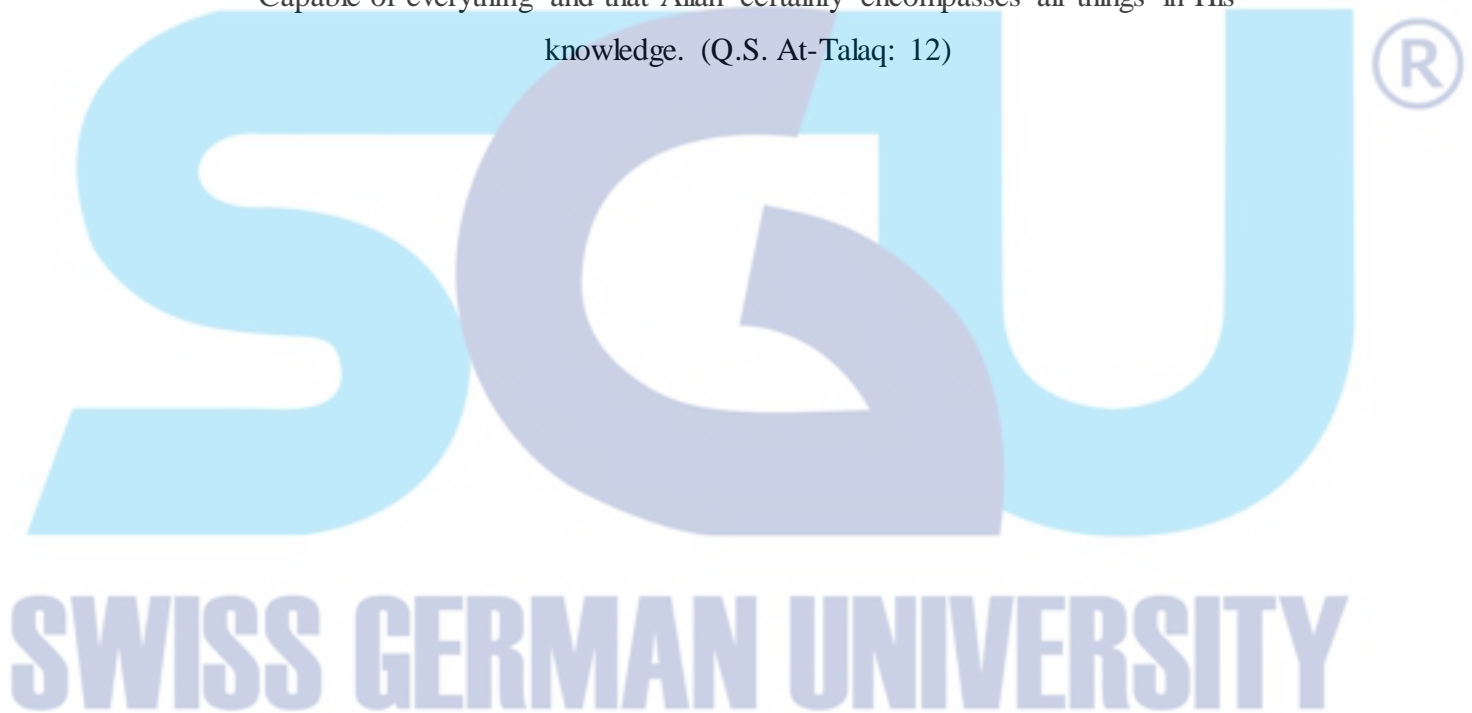 Capable of everything and that Allah certainly encompasses all things in His
knowledge. (Q.S. At-Talaq: 12)
SGU
®
SWISS GERMAN UNIVERSITY